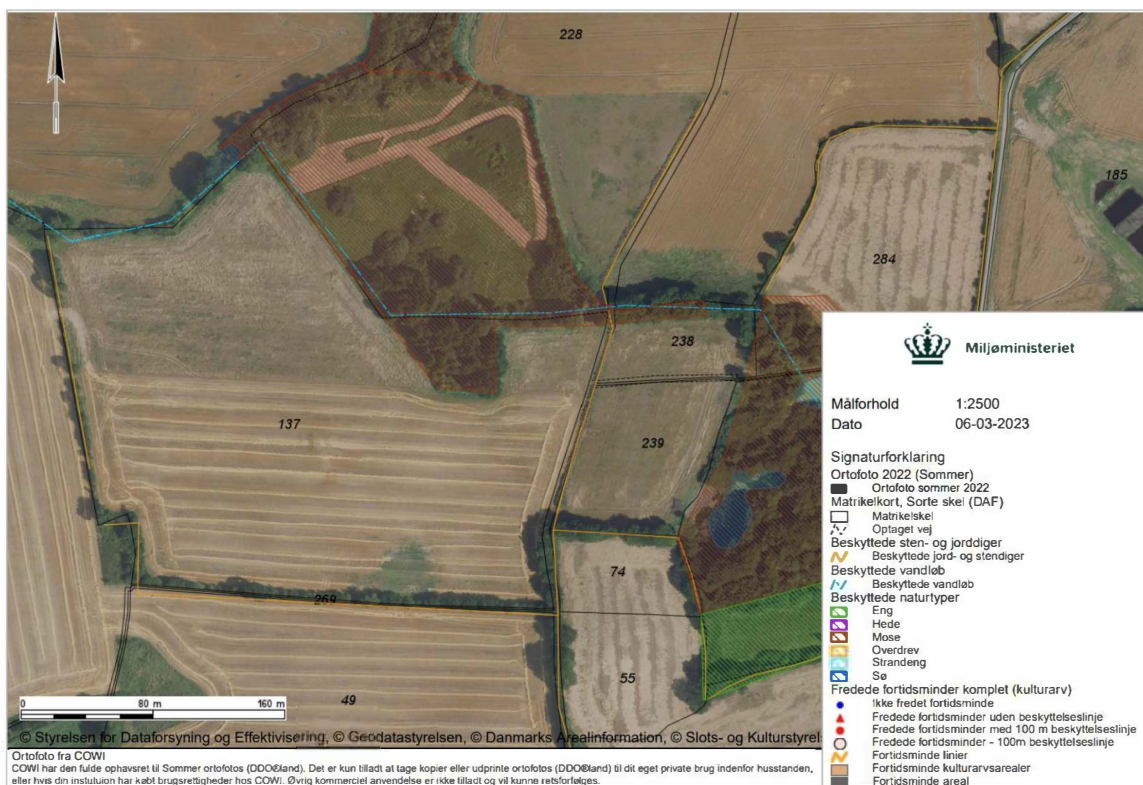 228
185
284
238
137
239
74
269
55
49
0 80 m 160 m
© Styrelsen for Dataforsyning og Effektivisering, © Geodatastyrelsen, © Danmarks Arealinformation, © Slots- og Kulturstyrels
Miljøministeriet
Målforhold 1:2500
Dato 06-03-2023
Signaturforklaring
Ortofoto 2022 (Sommer)
Ortofoto sommer 2022
Matrikelkort, Sorte skel (DAF)
Matrikelskel
Optaget vej
Beskyttede sten- og jorddiger
Beskyttede jord- og stendiger
Beskyttede vandløb
Beskyttede vandløb
Beskyttede naturtyper
Eng
Hede
Mose
Overdrev
Strandeng
Sø
Fredede fortidsminder komplet (kulturarv)
Ikke fredet fortidsminde
Fredede fortidsminder uden beskyttelseslinje
Fredede fortidsminder med 100 m beskyttelseslinje
Fredede fortidsminder - 100m beskyttelseslinje
Fortidsminde linier
Fortidsminde kulturarvsarealer
Fortidsminde areal
Ortofoto fra COWI
COWI har den fulde ophavsret til Sommer ortofotos (DDO®land). Det er kun tilladt at tage kopier eller udprinte ortofotos (DDO®land) til dit eget private brug indenfor husstanden,
eller hvis din instutuion har købt brugsrettigheder hos COWI. Øvrig kommerciel anvendelse er ikke tilladt og vil kunne retsforfølges.